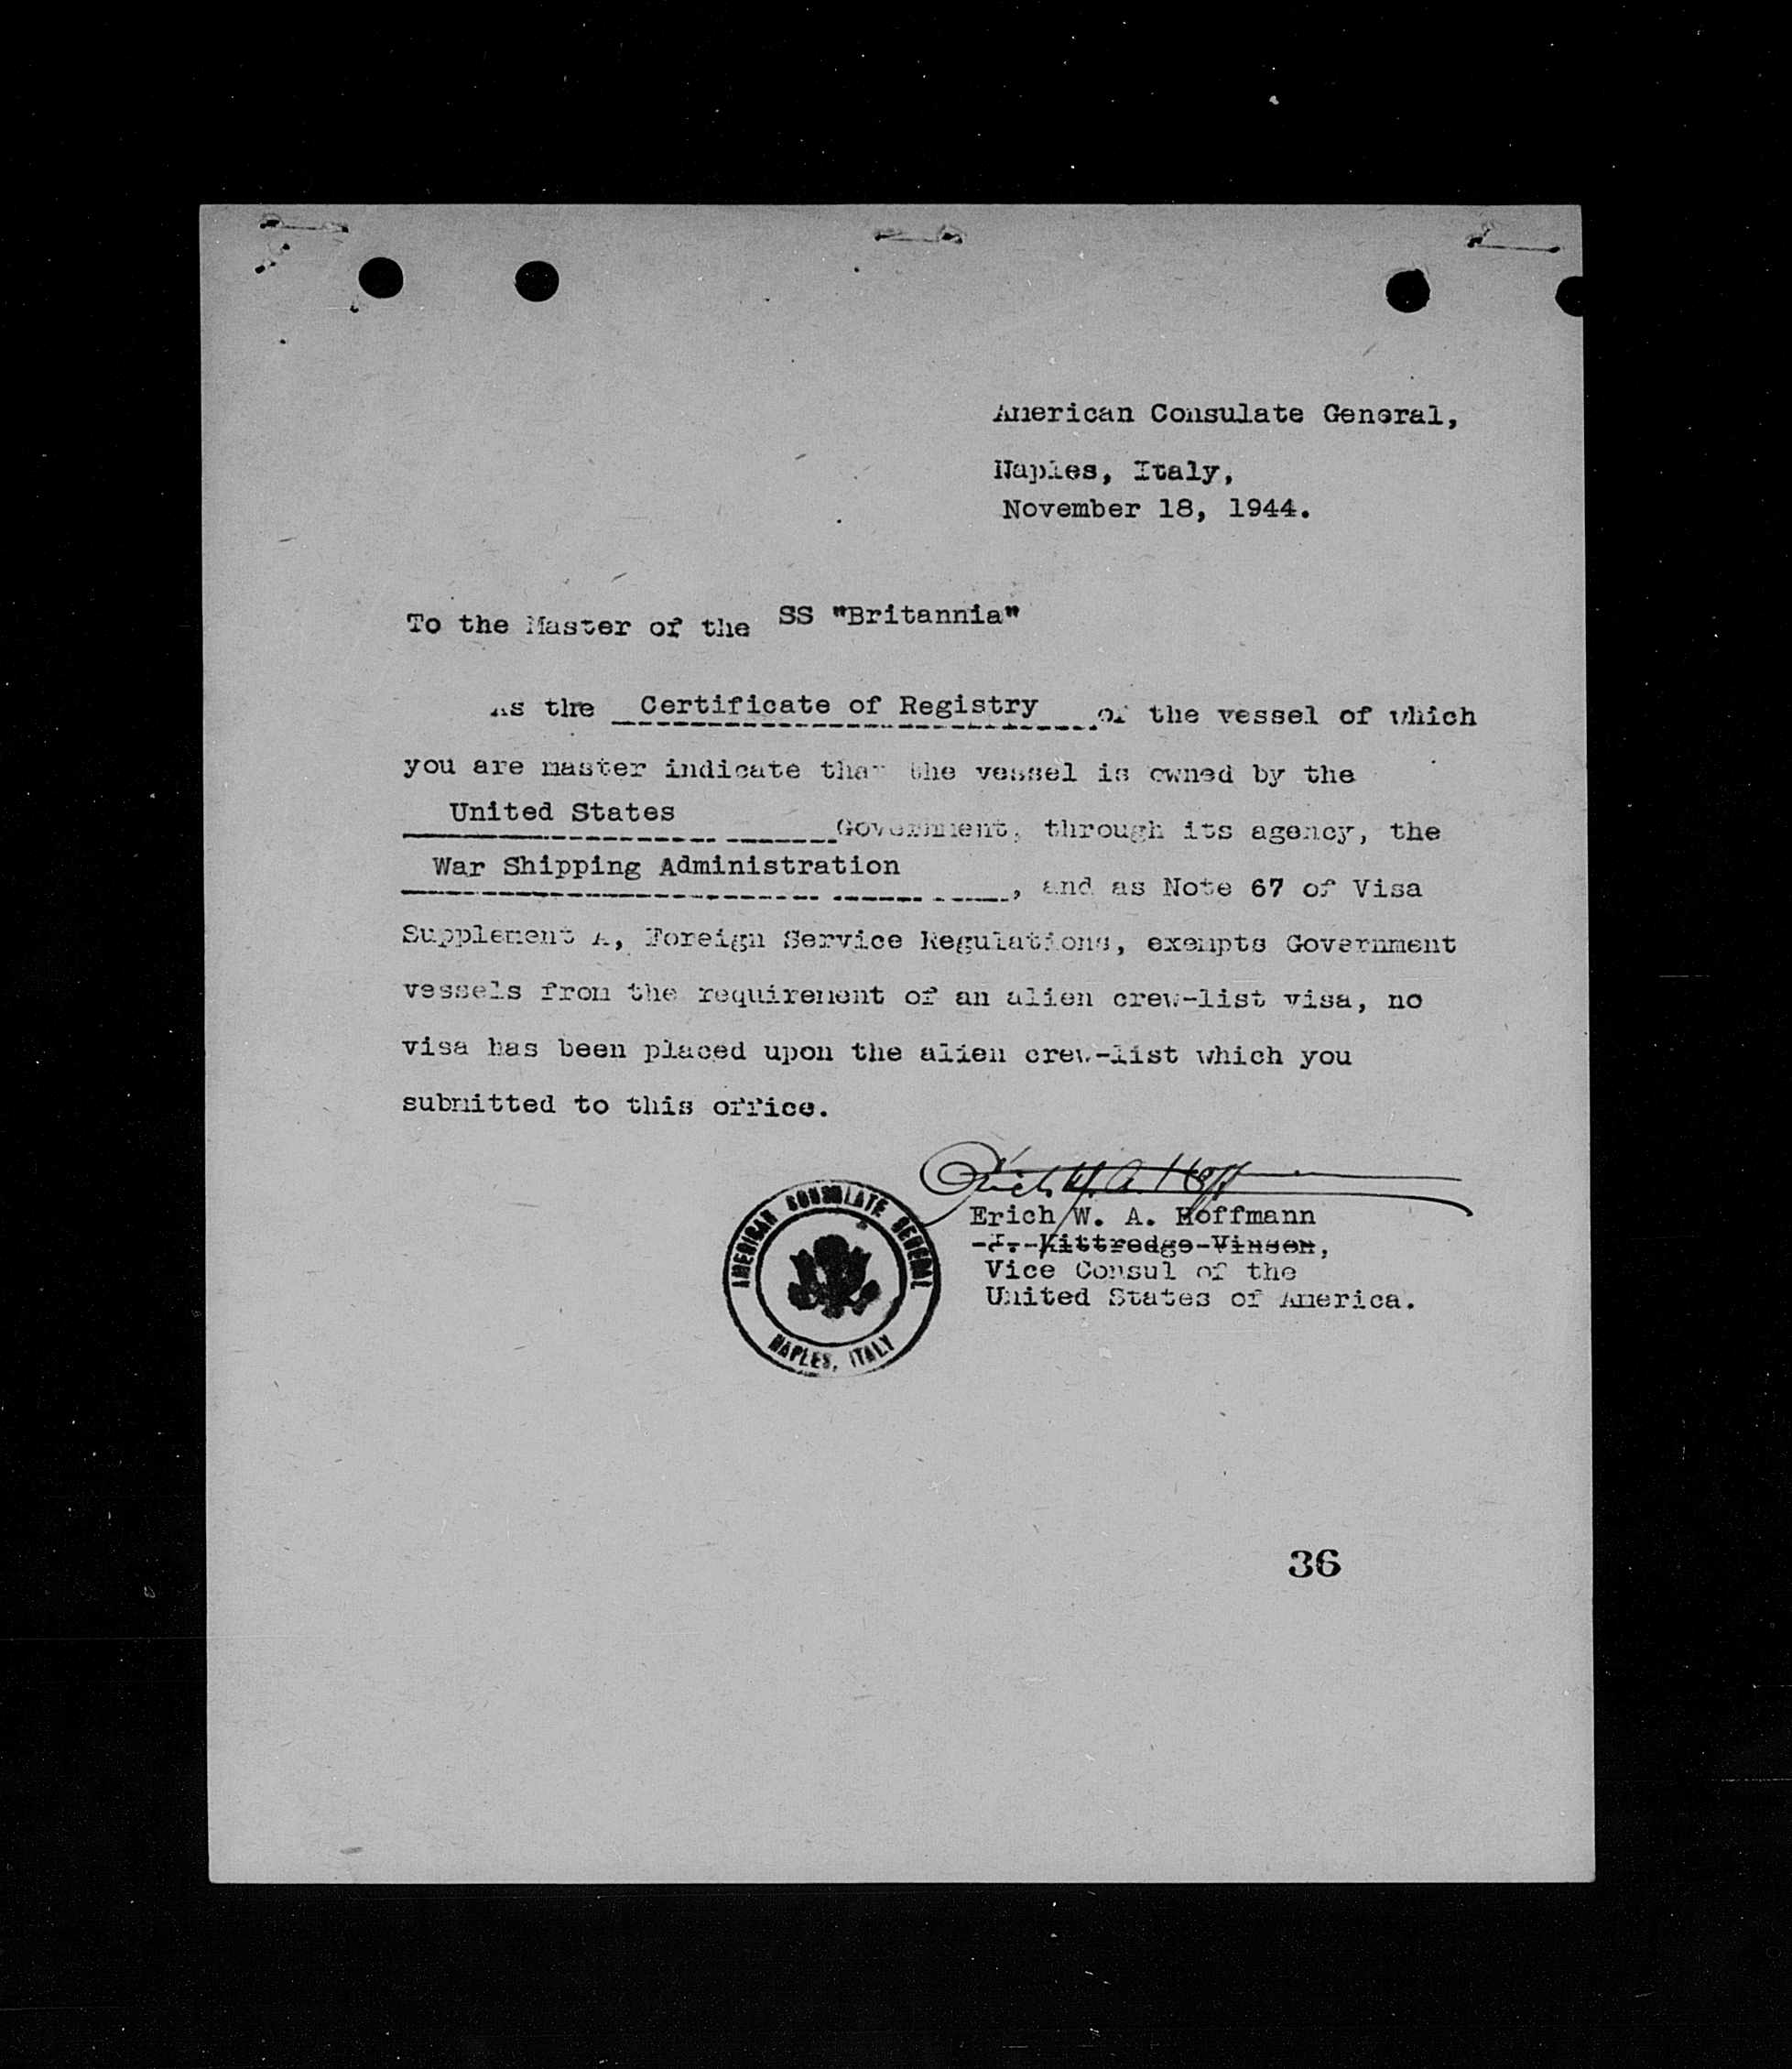 American Consulate General,
Naples, Italy,
November 18, 1944.
To the Master of the SS "Britannia"
As the Certificate of Registry of the vessel of which
you are master indicate that the vessel is owned by the
United States Government, through its agency, the
War Shipping Administration, and as Note 67 of Visa
Supplement A, Foreign Service Regulations, exempts Government
vessels from the requirement of an alien crew-list visa, no
visa has been placed upon the alien crew-list which you
submitted to this office.
Erich W. A. Hoffmann
Erich W. A. Hoffmann
J. Kittredge Vinson,
Vice Consul of the
United States of America.
AMERICAN CONSULATE GENERAL
NAPLES, ITALY
36